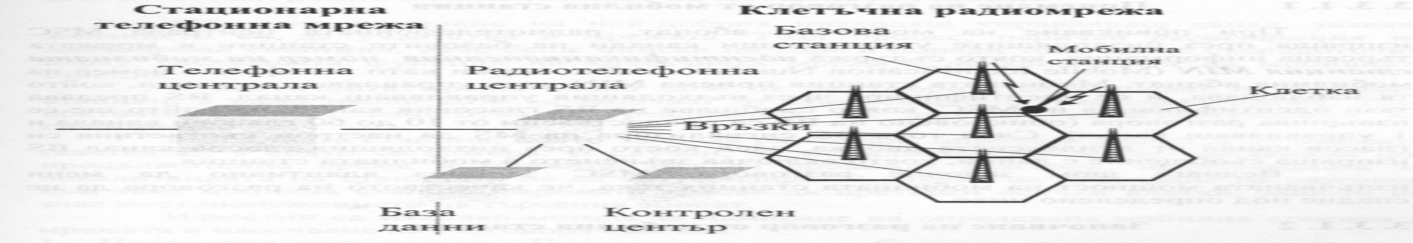 Стационарна
телефонна мрежа
Клетъчна радиомрежа
Базова
станция
Мобилна
станция
Телефонна
централа
Радиотелефонна
централа
Клетка
Връзки
База
данни
Контролен
център